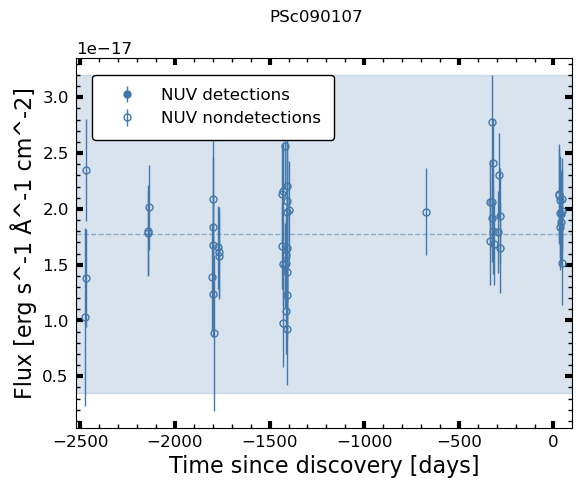 PSc090107
1e−17
NUV detections
NUV nondetections
3.0
2.5
2.0
1.5
1.0
0.5
Flux [erg s^-1 Å^-1 cm^-2]
−2500 −2000 −1500 −1000 −500 0
Time since discovery [days]